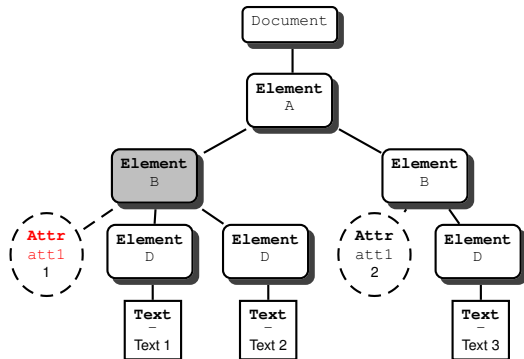 Document
Element
A
Element
B
Element
B
Attr
att1
1
Element
D
Element
D
Attr
att1
2
Element
D
Text
–
Text 1
Text
–
Text 2
Text
–
Text 3